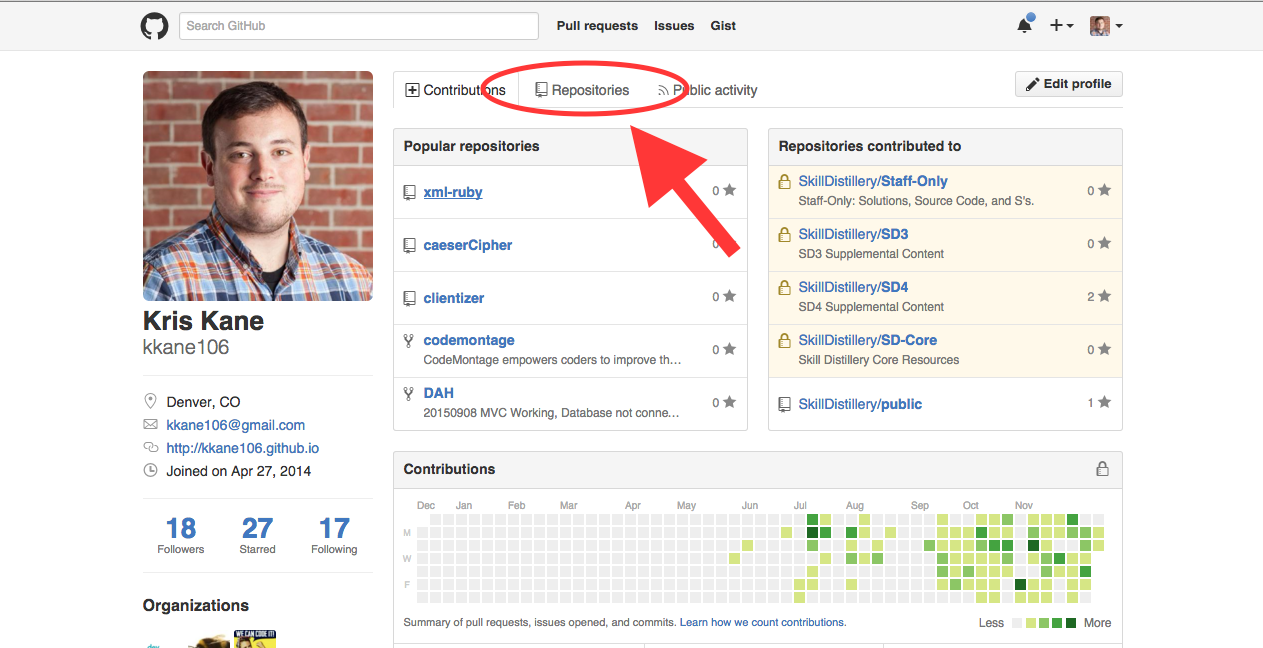 Search GitHub
Pull requests Issues Gist
Contributions Repositories Public activity
Edit profile
Kris Kane
kkane106
Denver, CO
kkane106@gmail.com
http://kkane106.github.io
Joined on Apr 27, 2014
18 27 17
Followers Starred Following
Organizations
WE CAN CODE IT!
Popular repositories
xml-ruby 0
caeserCipher 0
clientizer 0
codemontage 0
CodeMontage empowers coders to improve th…
DAH 0
20150908 MVC Working, Database not conne…
Repositories contributed to
SkillDistillery/Staff-Only 0
Staff-Only: Solutions, Source Code, and S's.
SkillDistillery/SD3 0
SD3 Supplemental Content
SkillDistillery/SD4 2
SD4 Supplemental Content
SkillDistillery/SD-Core 0
Skill Distillery Core Resources
SkillDistillery/public 1
Contributions
Dec Jan Feb Mar Apr May Jun Jul Aug Sep Oct Nov
M
W
F
Summary of pull requests, issues opened, and commits. Learn how we count contributions.
Less More